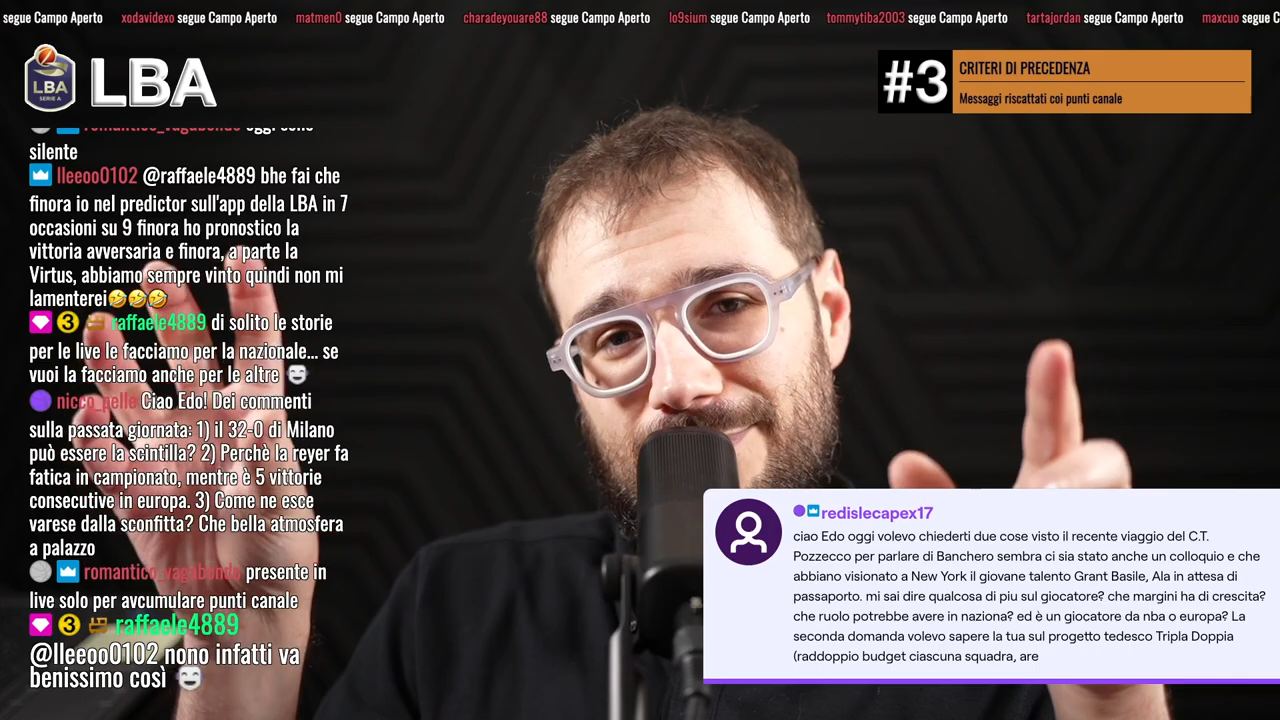 segue Campo Aperto xodavidexo segue Campo Aperto matmen0 segue Campo Aperto charadeyouare88 segue Campo Aperto lo9sium segue Campo Aperto tommytiba2003 segue Campo Aperto tartajordan segue Campo Aperto maxcuo segue C
LBA
LBA
SERIE A
#3
CRITERI DI PRECEDENZA
Messaggi riscattati coi punti canale
romantico_vagabondo oggi
silente
lleeoo0102 @raffaele4889 bhe fai che
finora io nel predictor sull'app della LBA in 7
occasioni su 9 finora ho pronostico la
vittoria avversaria e finora, a parte la
Virtus, abbiamo sempre vinto quindi non mi
lamenterei🤣🤣🤣
3 raffaele4889 di solito le storie
per le live le facciamo per la nazionale... se
vuoi la facciamo anche per le altre
nicco_pelle Ciao Edo! Dei commenti
sulla passata giornata: 1) il 32-0 di Milano
può essere la scintilla? 2) Perchè la reyer fa
fatica in campionato, mentre è 5 vittorie
consecutive in europa. 3) Come ne esce
varese dalla sconfitta? Che bella atmosfera
a palazzo
romantico_vagabondo presente in
live solo per avcumulare punti canale
3 raffaele4889
@lleeoo0102 nono infatti va
benissimo così
redislecapex17
ciao Edo oggi volevo chiederti due cose visto il recente viaggio del C.T.
Pozzecco per parlare di Banchero sembra ci sia stato anche un colloquio e che
abbiano visionato a New York il giovane talento Grant Basile, Ala in attesa di
passaporto. mi sai dire qualcosa di piu sul giocatore? che margini ha di crescita?
che ruolo potrebbe avere in naziona? ed è un giocatore da nba o europa? La
seconda domanda volevo sapere la tua sul progetto tedesco Tripla Doppia
(raddoppio budget ciascuna squadra, are